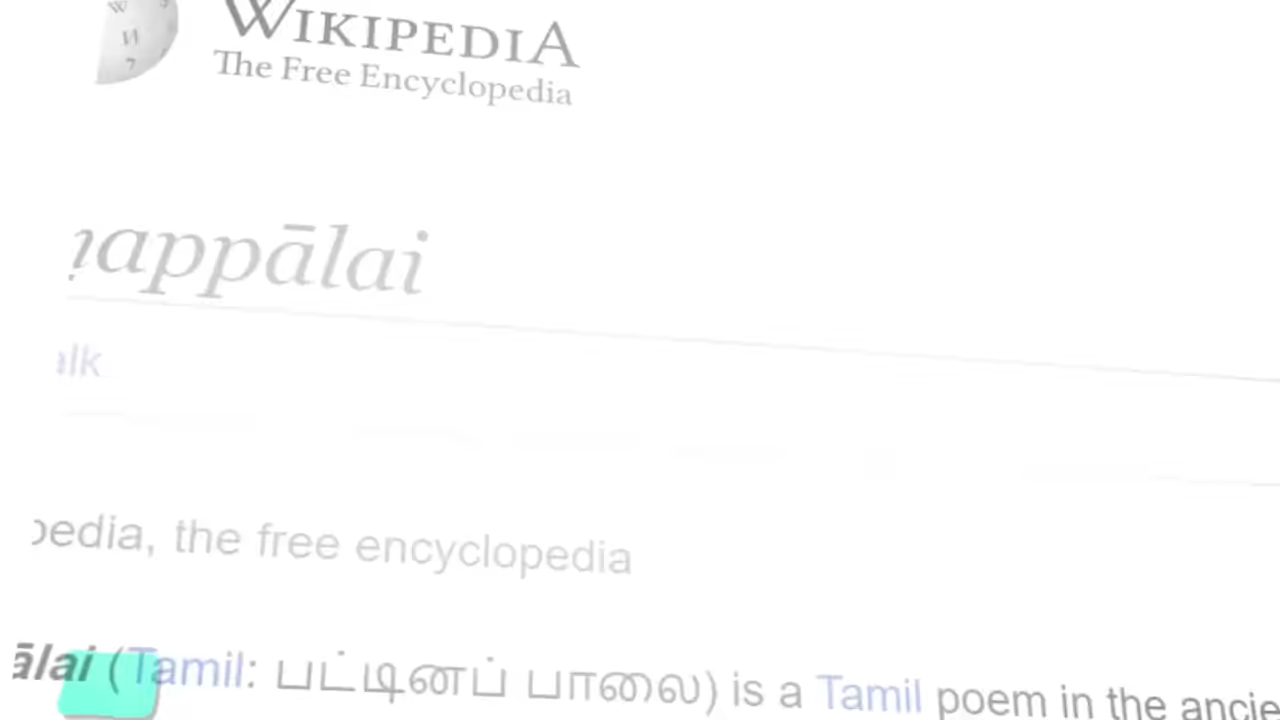 WIKIPEDIA
The Free Encyclopedia
ṇappālai
alk
pedia, the free encyclopedia
ālai (Tamil: பட்டினப் பாலை) is a Tamil poem in the ancie